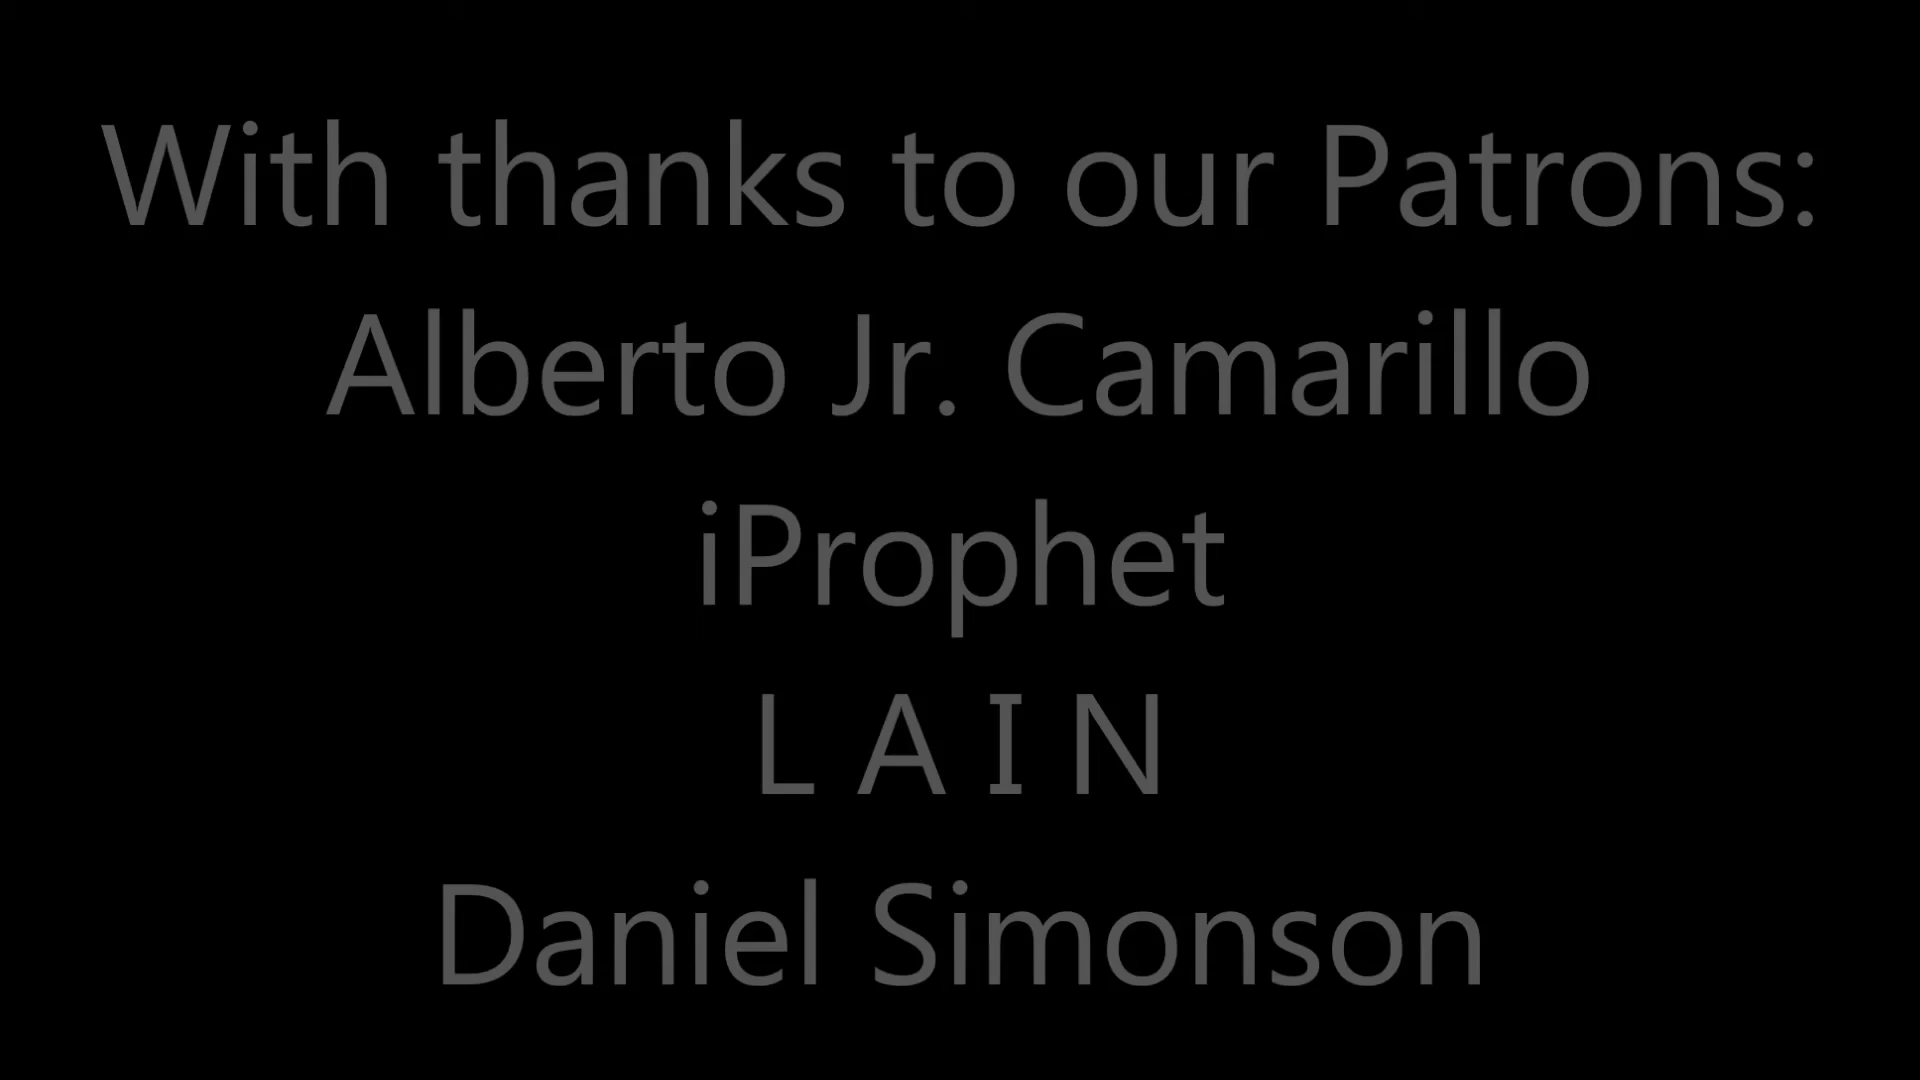 With thanks to our Patrons:
Alberto Jr. Camarillo
iProphet
L A I N
Daniel Simonson